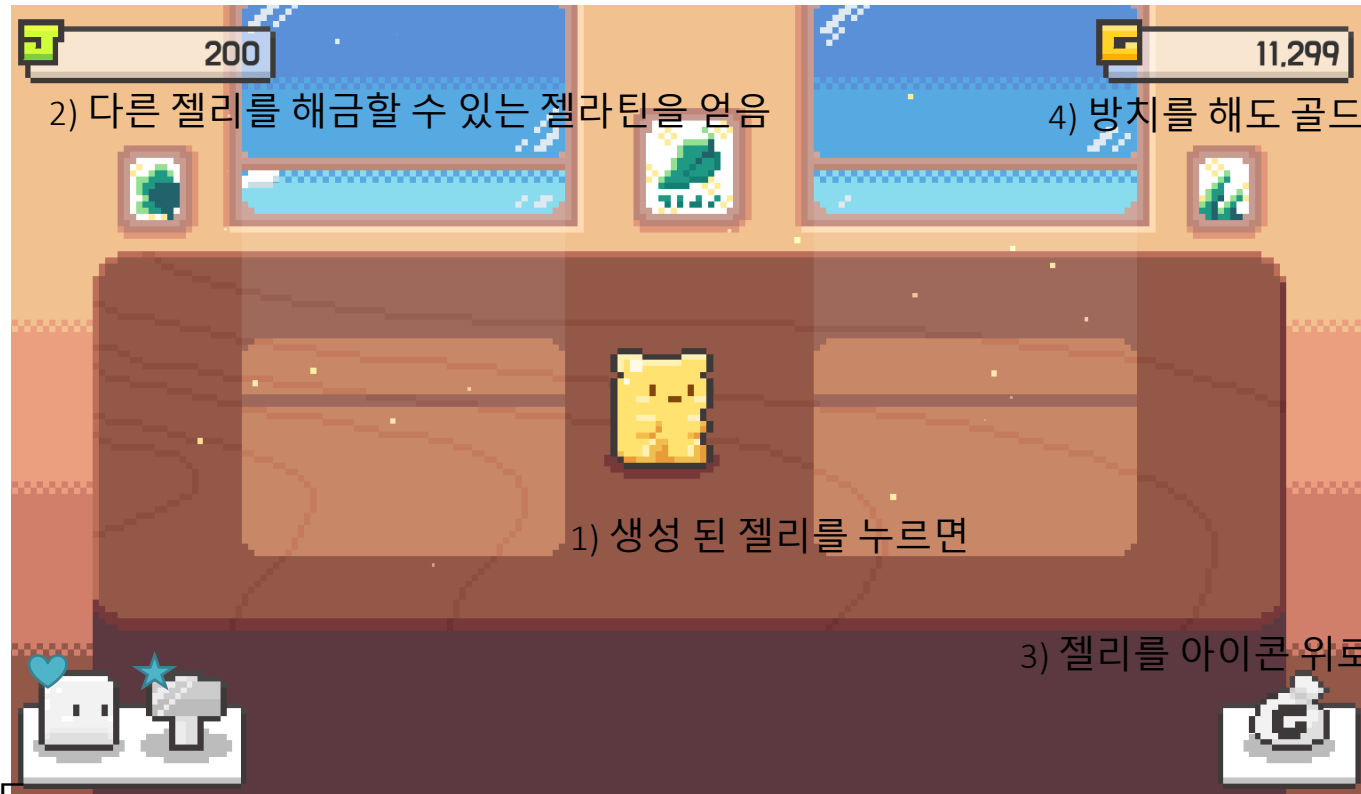 J 200
G 11,299
2) 다른 젤리를 해금할 수 있는 젤라틴을 얻음
4) 방치를 해도 골드
1) 생성 된 젤리를 누르면
3) 젤리를 아이콘 위로
G